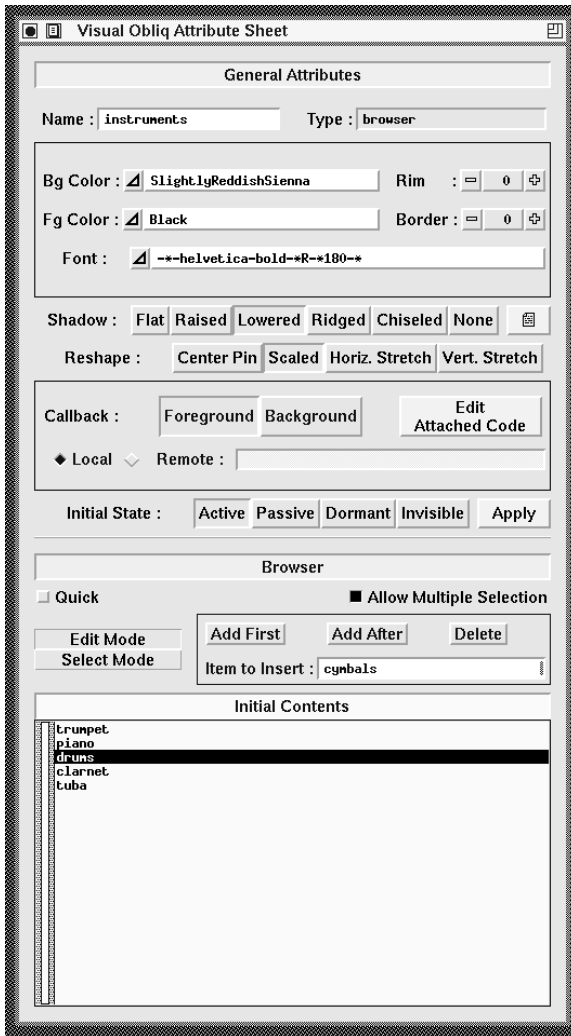 Visual Obliq Attribute Sheet
General Attributes
Name : instruments Type : browser
Bg Color : SlightlyReddishSienna Rim : 0
Fg Color : Black Border : 0
Font : -*-helvetica-bold-*R-*180-*
Shadow : Flat Raised Lowered Ridged Chiseled None
Reshape : Center Pin Scaled Horiz. Stretch Vert. Stretch
Callback : Foreground Background Edit
Attached Code
Local Remote :
Initial State : Active Passive Dormant Invisible Apply
Browser
Quick Allow Multiple Selection
Edit Mode Add First Add After Delete
Select Mode Item to Insert : cymbals
Initial Contents
trumpet
piano
drums
clarnet
tuba